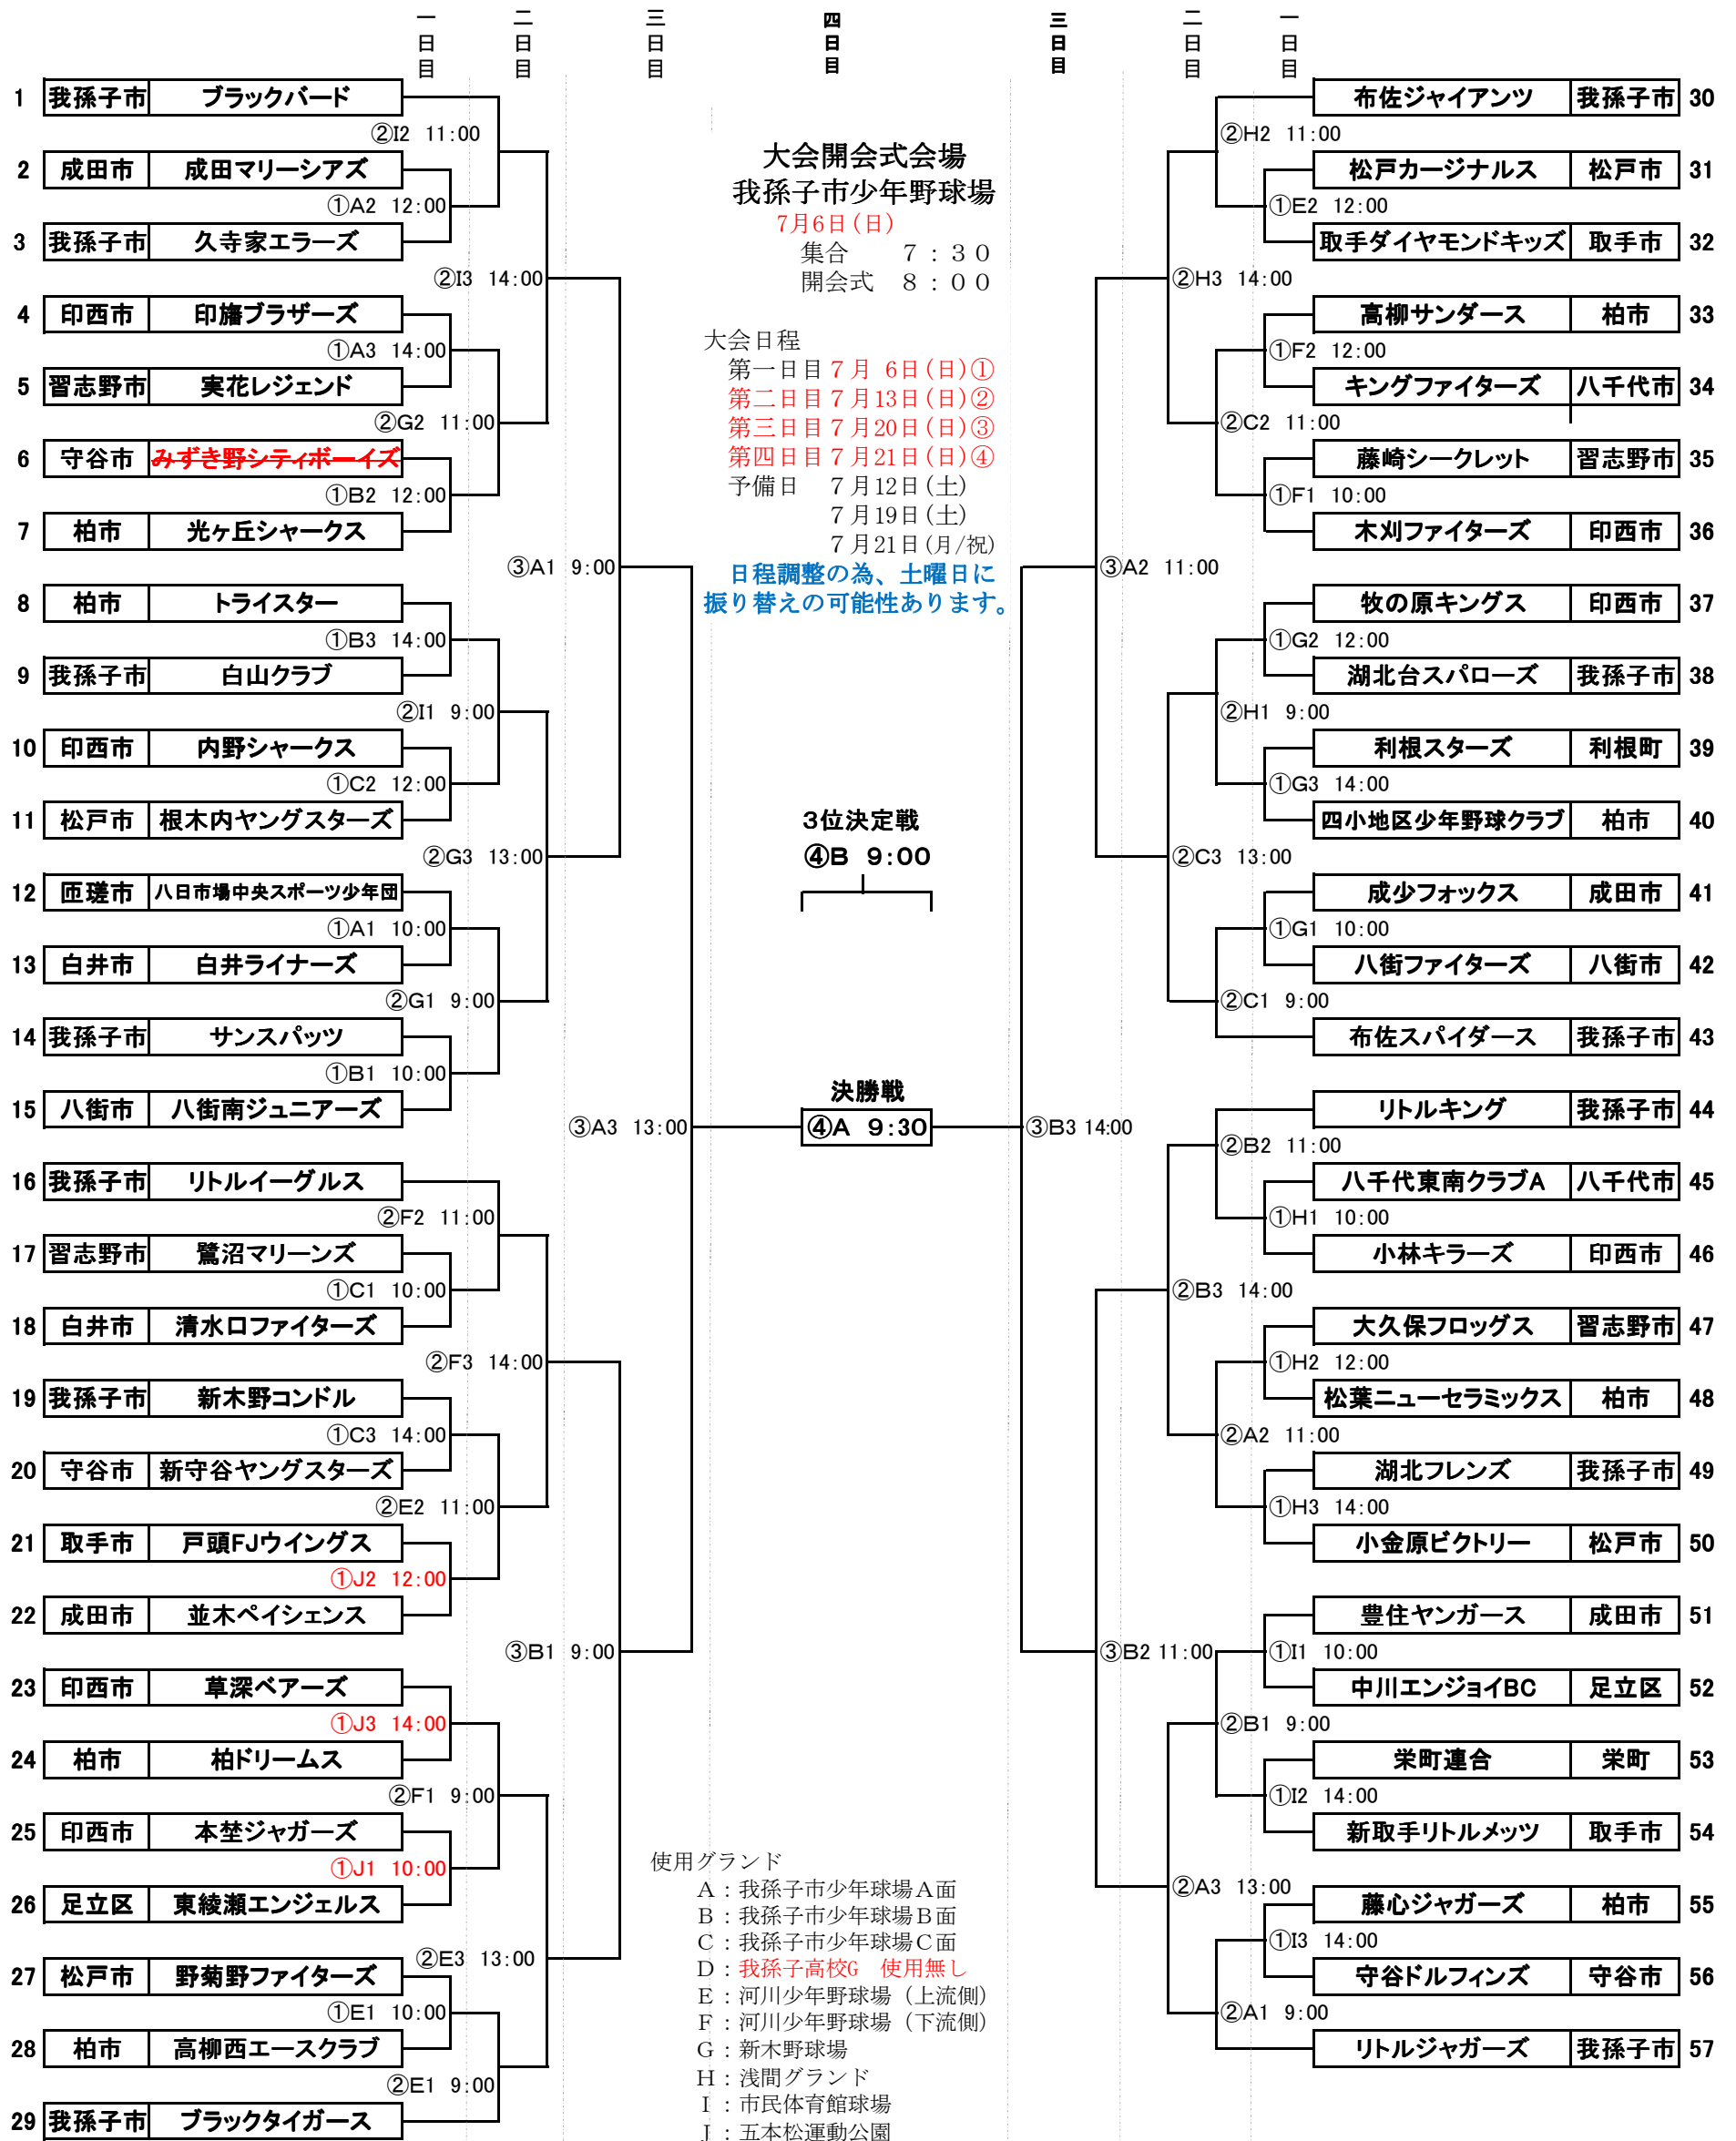 一日目
二日目
三日目
四日目
三日目
二日目
一日目
1 我孫子市 ブラックバード
②I2 11:00
2 成田市 成田マリーシアズ
①A2 12:00
3 我孫子市 久寺家エラーズ
②I3 14:00
4 印西市 印旛ブラザーズ
①A3 14:00
5 習志野市 実花レジェンド
②G2 11:00
6 守谷市 みずき野シティボーイズ
①B2 12:00
7 柏市 光ヶ丘シャークス
③A1 9:00
8 柏市 トライスター
①B3 14:00
9 我孫子市 白山クラブ
②I1 9:00
10 印西市 内野シャークス
①C2 12:00
11 松戸市 根木内ヤングスターズ
②G3 13:00
12 匝瑳市 八日市場中央スポーツ少年団
①A1 10:00
13 白井市 白井ライナーズ
②G1 9:00
14 我孫子市 サンスパッツ
①B1 10:00
15 八街市 八街南ジュニアーズ
③A3 13:00
16 我孫子市 リトルイーグルス
②F2 11:00
17 習志野市 鷺沼マリーンズ
①C1 10:00
18 白井市 清水口ファイターズ
②F3 14:00
19 我孫子市 新木野コンドル
①C3 14:00
20 守谷市 新守谷ヤングスターズ
②E2 11:00
21 取手市 戸頭FJウイングス
①J2 12:00
22 成田市 並木ペイシェンス
③B1 9:00
23 印西市 草深ベアーズ
①J3 14:00
24 柏市 柏ドリームス
②F1 9:00
25 印西市 本埜ジャガーズ
①J1 10:00
26 足立区 東綾瀬エンジェルス
②E3 13:00
27 松戸市 野菊野ファイターズ
①E1 10:00
28 柏市 高柳西エースクラブ
②E1 9:00
29 我孫子市 ブラックタイガース
大会開会式会場
我孫子市少年野球場
7月6日(日)
集合 7:30
開会式 8:00
大会日程
第一日目 7月 6日(日)①
第二日目 7月13日(日)②
第三日目 7月20日(日)③
第四日目 7月21日(日)④
予備日 7月12日(土)
7月19日(土)
7月21日(月/祝)
日程調整の為、土曜日に
振り替えの可能性あります。
3位決定戦
④B 9:00
決勝戦
④A 9:30
使用グランド
A:我孫子市少年球場A面
B:我孫子市少年球場B面
C:我孫子市少年球場C面
D:我孫子高校G 使用無し
E:河川少年野球場(上流側)
F:河川少年野球場(下流側)
G:新木野球場
H:浅間グランド
I:市民体育館球場
J:五本松運動公園
布佐ジャイアンツ 我孫子市 30
②H2 11:00
松戸カージナルス 松戸市 31
①E2 12:00
取手ダイヤモンドキッズ 取手市 32
②H3 14:00
高柳サンダース 柏市 33
①F2 12:00
キングファイターズ 八千代市 34
②C2 11:00
藤崎シークレット 習志野市 35
①F1 10:00
木刈ファイターズ 印西市 36
③A2 11:00
牧の原キングス 印西市 37
①G2 12:00
湖北台スパローズ 我孫子市 38
②H1 9:00
利根スターズ 利根町 39
①G3 14:00
四小地区少年野球クラブ 柏市 40
②C3 13:00
成少フォックス 成田市 41
①G1 10:00
八街ファイターズ 八街市 42
②C1 9:00
布佐スパイダース 我孫子市 43
リトルキング 我孫子市 44
③B3 14:00
②B2 11:00
八千代東南クラブA 八千代市 45
①H1 10:00
小林キラーズ 印西市 46
②B3 14:00
大久保フロッグス 習志野市 47
①H2 12:00
松葉ニューセラミックス 柏市 48
②A2 11:00
湖北フレンズ 我孫子市 49
①H3 14:00
小金原ビクトリー 松戸市 50
豊住ヤンガース 成田市 51
③B2 11:00
①I1 10:00
中川エンジョイBC 足立区 52
②B1 9:00
栄町連合 栄町 53
①I2 14:00
新取手リトルメッツ 取手市 54
②A3 13:00
藤心ジャガーズ 柏市 55
①I3 14:00
守谷ドルフィンズ 守谷市 56
②A1 9:00
リトルジャガーズ 我孫子市 57